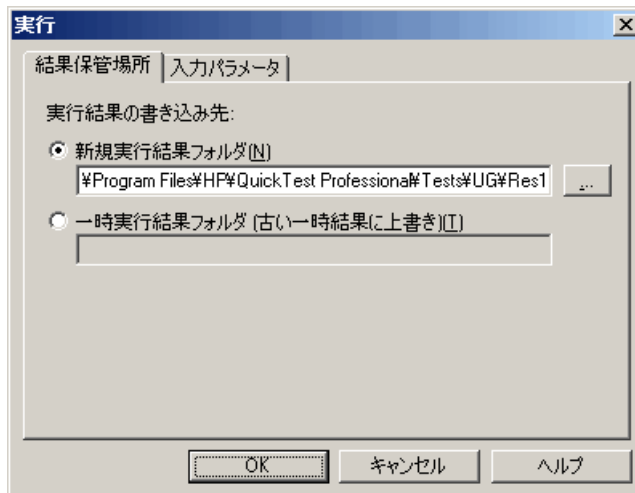 実行
結果保管場所 入力パラメータ
実行結果の書き込み先:
新規実行結果フォルダ(N)
¥Program Files¥HP¥QuickTest Professional¥Tests¥UG¥Res1 ...
一時実行結果フォルダ (古い一時結果に上書き)(T)
OK キャンセル ヘルプ